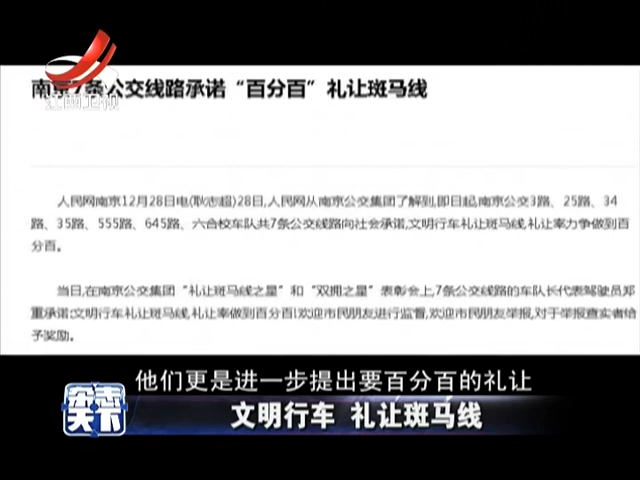 江西卫视
南京7条公交线路承诺“百分百”礼让斑马线
人民网南京12月28日电(耿志超)28日,人民网从南京公交集团了解到,即日起,南京公交3路、25路、34
路、35路、555路、645路、六合校车队共7条公交线路向社会承诺,文明行车礼让斑马线,礼让率力争做到百
分百。
当日,在南京公交集团“礼让斑马线之星”和“双拥之星”表彰会上,7条公交线路的车队长代表驾驶员郑
重承诺:文明行车礼让斑马线,礼让率做到百分百!欢迎市民朋友进行监督,欢迎市民朋友举报,对于举报查实者给
予奖励。
他们更是进一步提出要百分百的礼让
杂志天下
文明行车 礼让斑马线